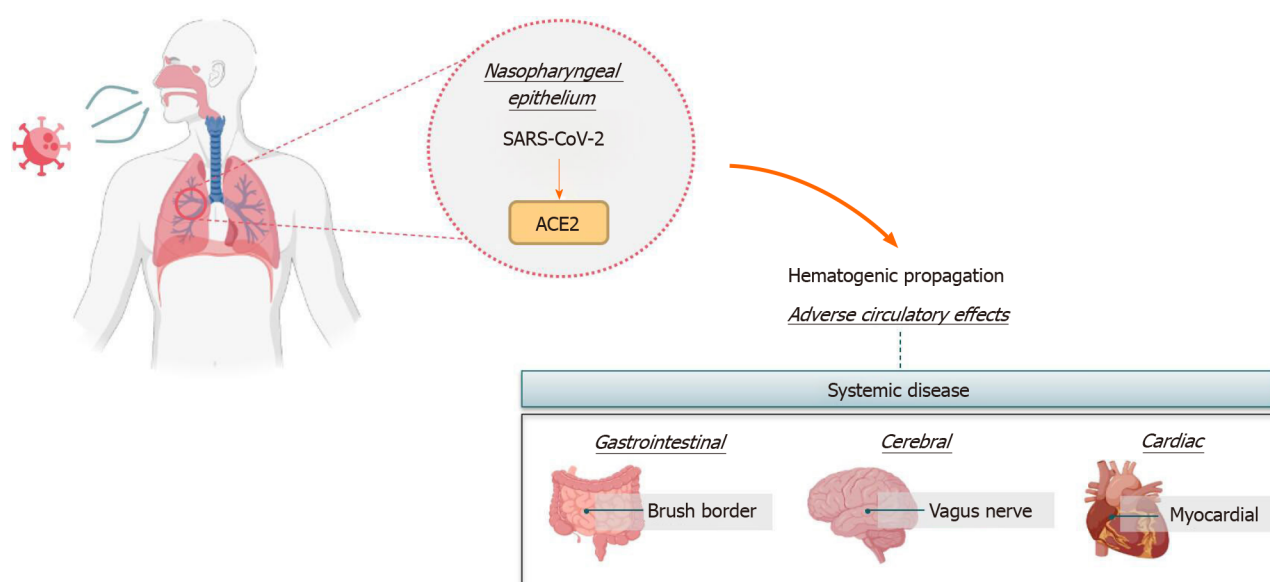 Nasopharyngeal
epithelium
SARS-CoV-2
ACE2
Hematogenic propagation
Adverse circulatory effects
Systemic disease
Gastrointestinal
Cerebral
Cardiac
Brush border
Vagus nerve
Myocardial